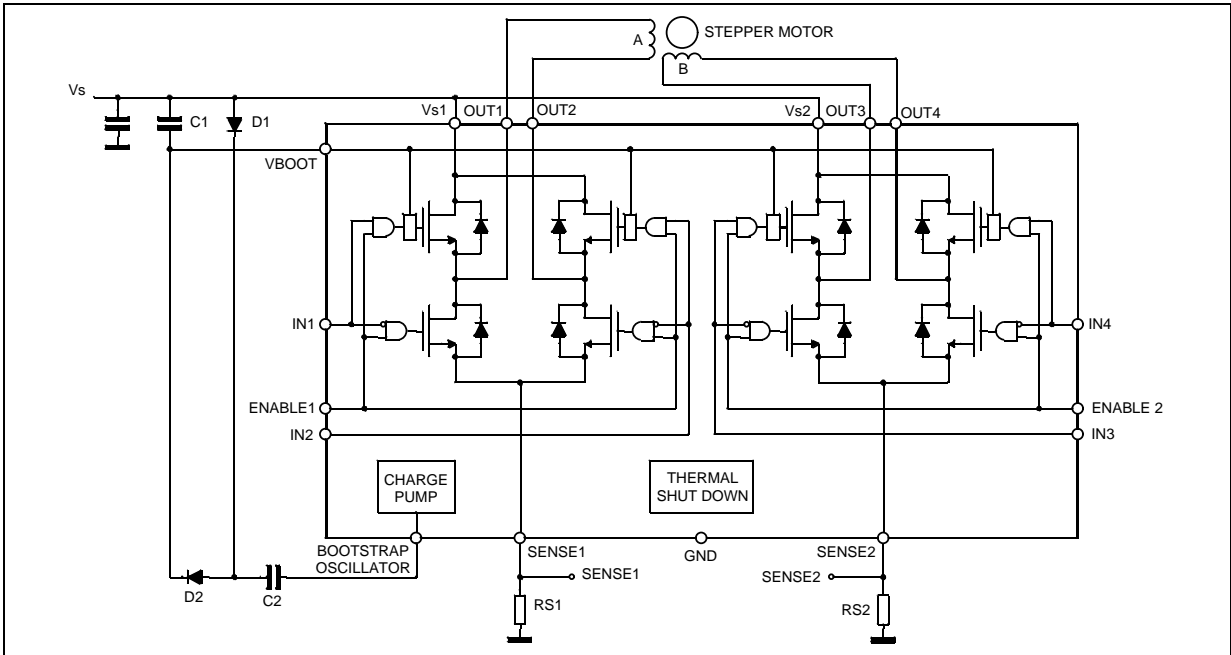 A
STEPPER MOTOR
B
Vs
C1
D1
Vs1
OUT1
OUT2
Vs2
OUT3
OUT4
VBOOT
IN1
IN4
ENABLE1
ENABLE 2
IN2
IN3
CHARGE
PUMP
THERMAL
SHUT DOWN
BOOTSTRAP
OSCILLATOR
SENSE1
GND
SENSE2
SENSE1
SENSE2
D2
C2
RS1
RS2